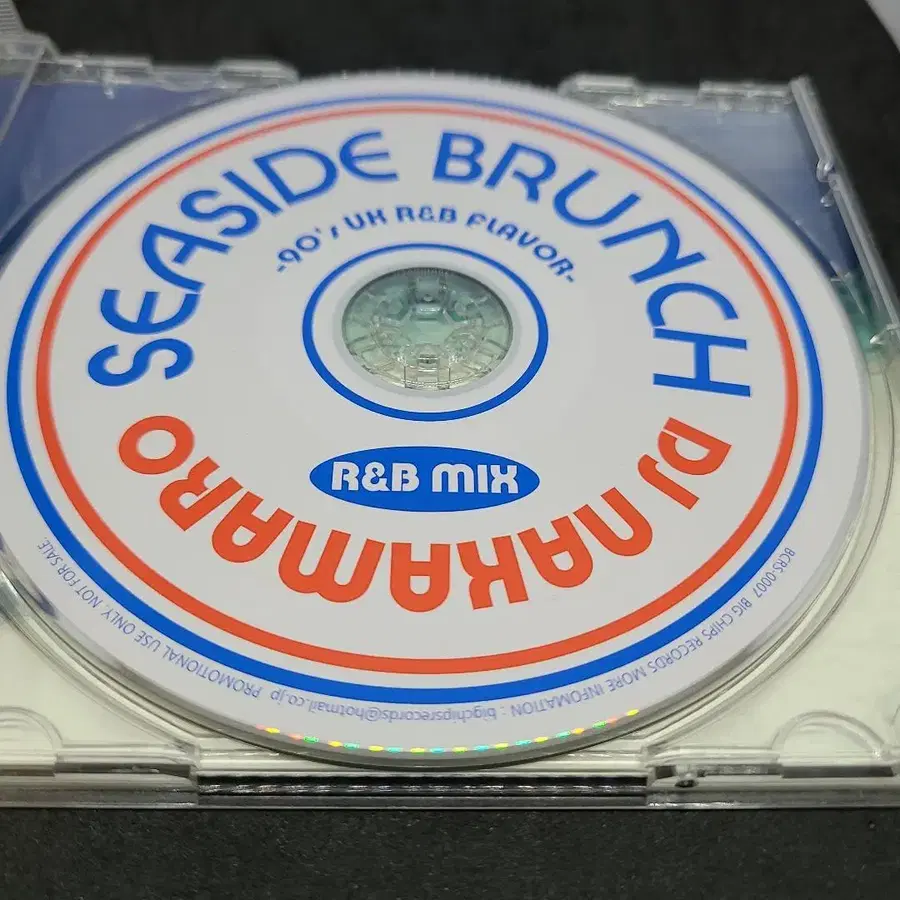 SEASIDE BRUNCH
-90's UK R&B FLAVOR-
R&B MIX
DJ NAKAMARO
BCRS-0007 BIG CHIPS RECORDS MORE INFOMATION : bigchipsrecords@hotmail.co.jp PROMOTIONAL USE ONLY. NOT FOR SALE.